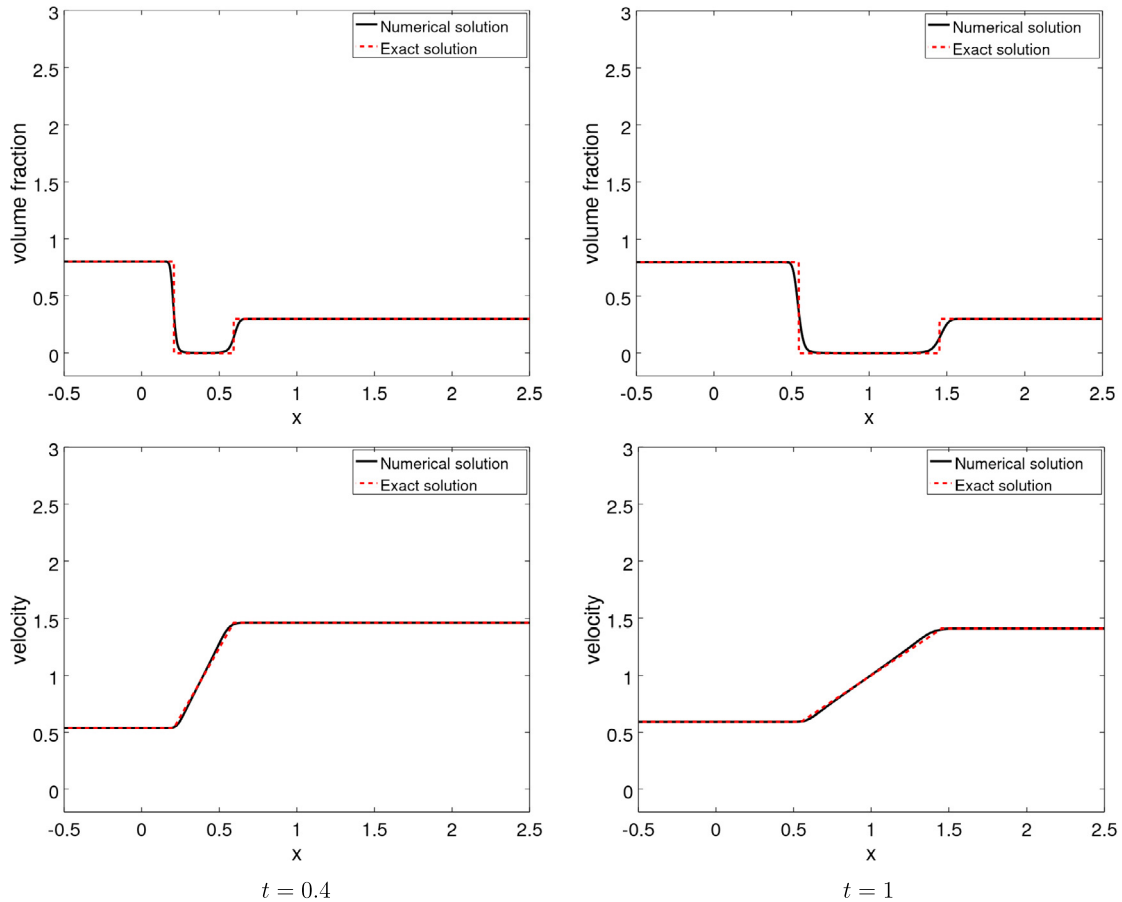 3
2.5
2
1.5
1
0.5
0
volume fraction
Numerical solution
Exact solution
-0.5 0 0.5 1 1.5 2 2.5
x
3
2.5
2
1.5
1
0.5
0
volume fraction
Numerical solution
Exact solution
-0.5 0 0.5 1 1.5 2 2.5
x
3
2.5
2
1.5
1
0.5
0
velocity
Numerical solution
Exact solution
-0.5 0 0.5 1 1.5 2 2.5
x
t = 0.4
3
2.5
2
1.5
1
0.5
0
velocity
Numerical solution
Exact solution
-0.5 0 0.5 1 1.5 2 2.5
x
t = 1